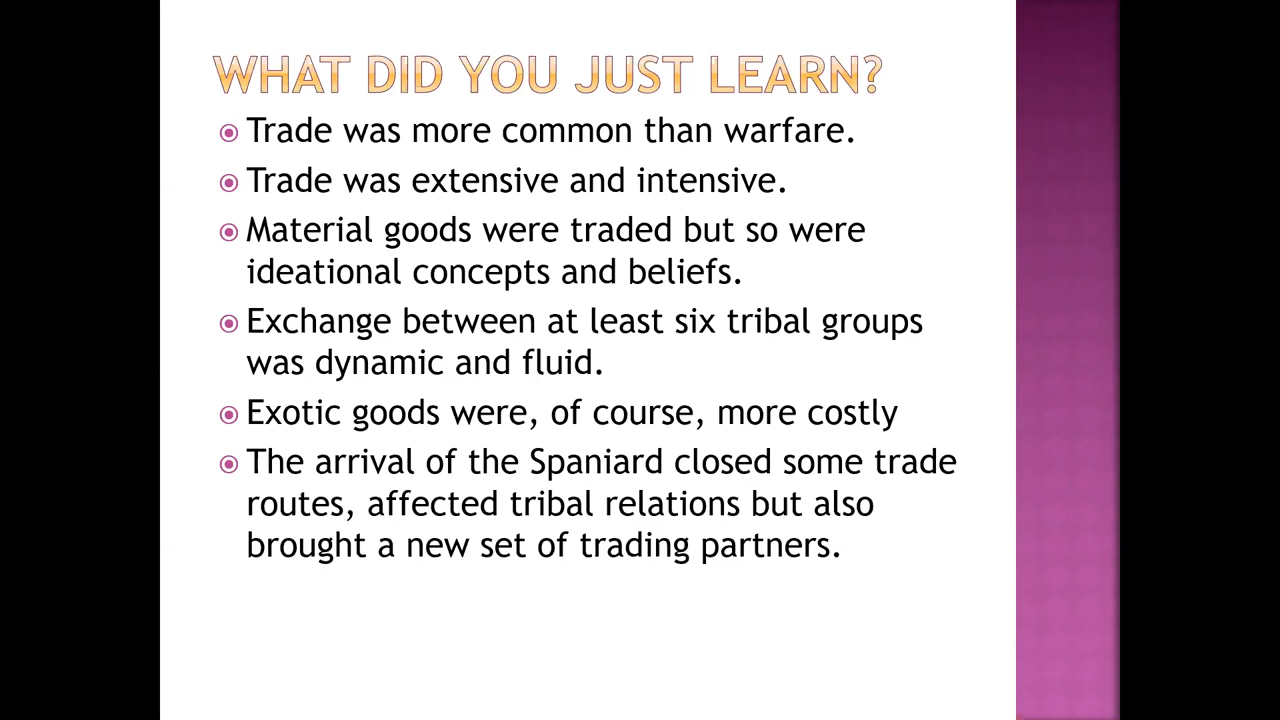 WHAT DID YOU JUST LEARN?
Trade was more common than warfare.
Trade was extensive and intensive.
Material goods were traded but so were
ideational concepts and beliefs.
Exchange between at least six tribal groups
was dynamic and fluid.
Exotic goods were, of course, more costly
The arrival of the Spaniard closed some trade
routes, affected tribal relations but also
brought a new set of trading partners.